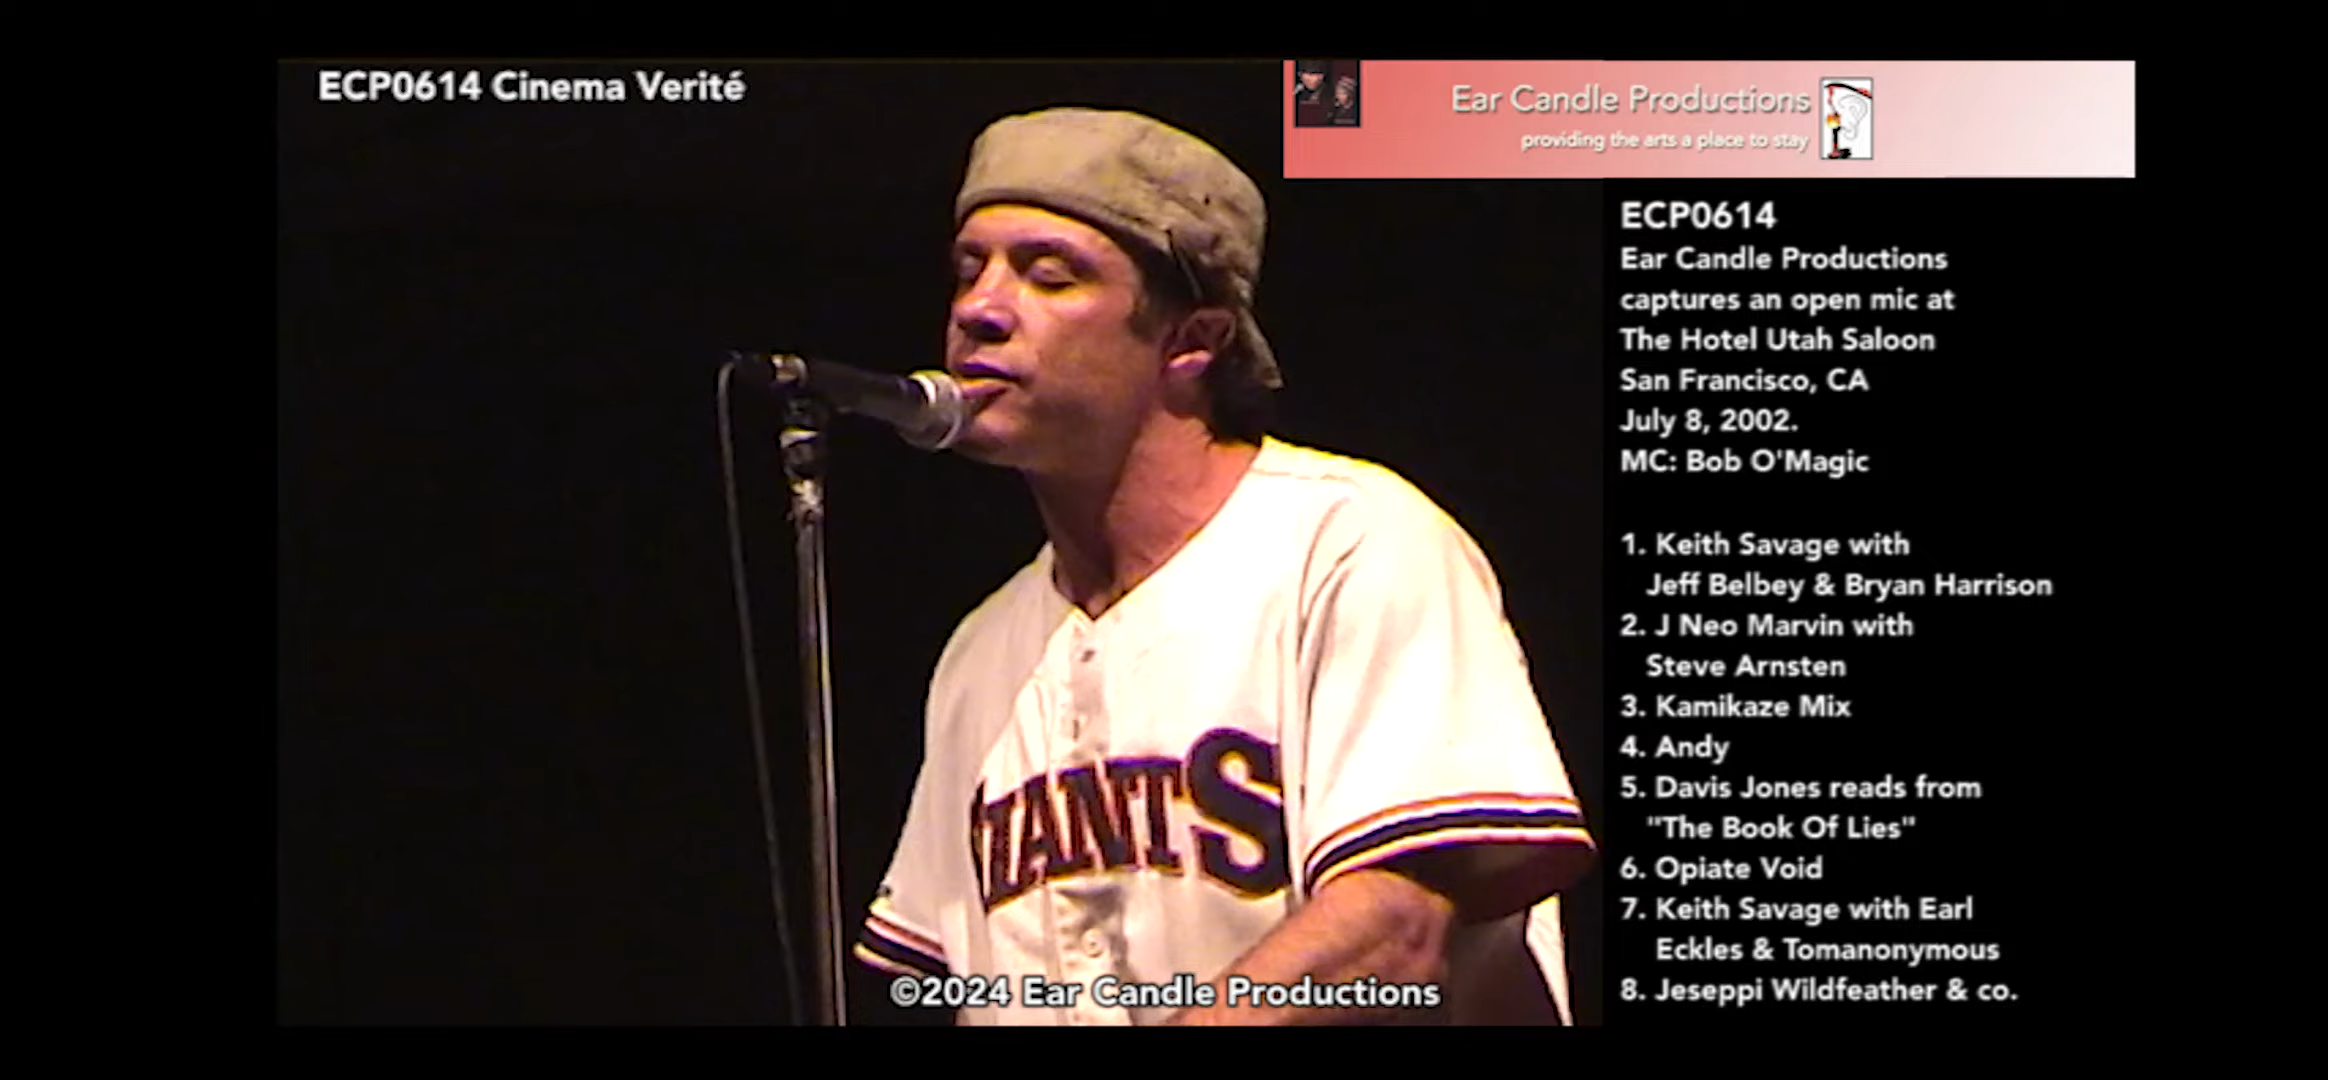 ECP0614 Cinema Verité
Ear Candle Productions
providing the arts a place to stay
ECP0614
Ear Candle Productions
captures an open mic at
The Hotel Utah Saloon
San Francisco, CA
July 8, 2002.
MC: Bob O'Magic
1. Keith Savage with
Jeff Belbey & Bryan Harrison
2. J Neo Marvin with
Steve Arnsten
3. Kamikaze Mix
4. Andy
5. Davis Jones reads from
"The Book Of Lies"
6. Opiate Void
7. Keith Savage with Earl
Eckles & Tomanonymous
8. Jeseppi Wildfeather & co.
GIANTS
©2024 Ear Candle Productions